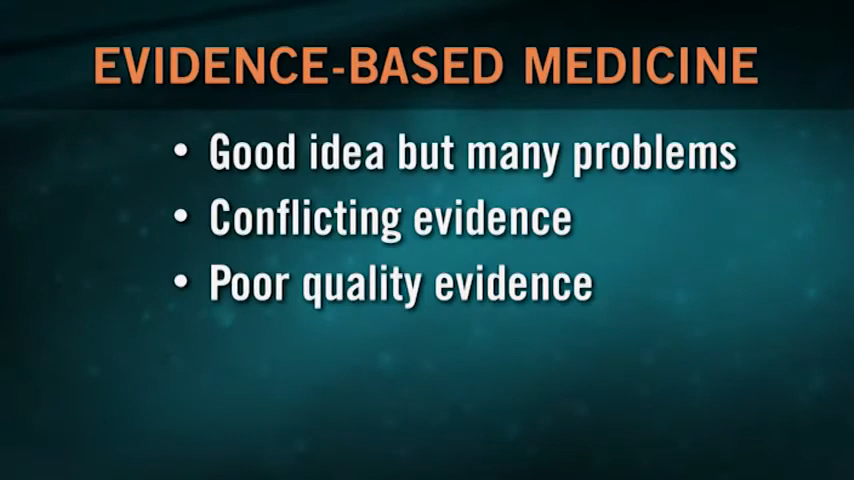 EVIDENCE-BASED MEDICINE
• Good idea but many problems
• Conflicting evidence
• Poor quality evidence